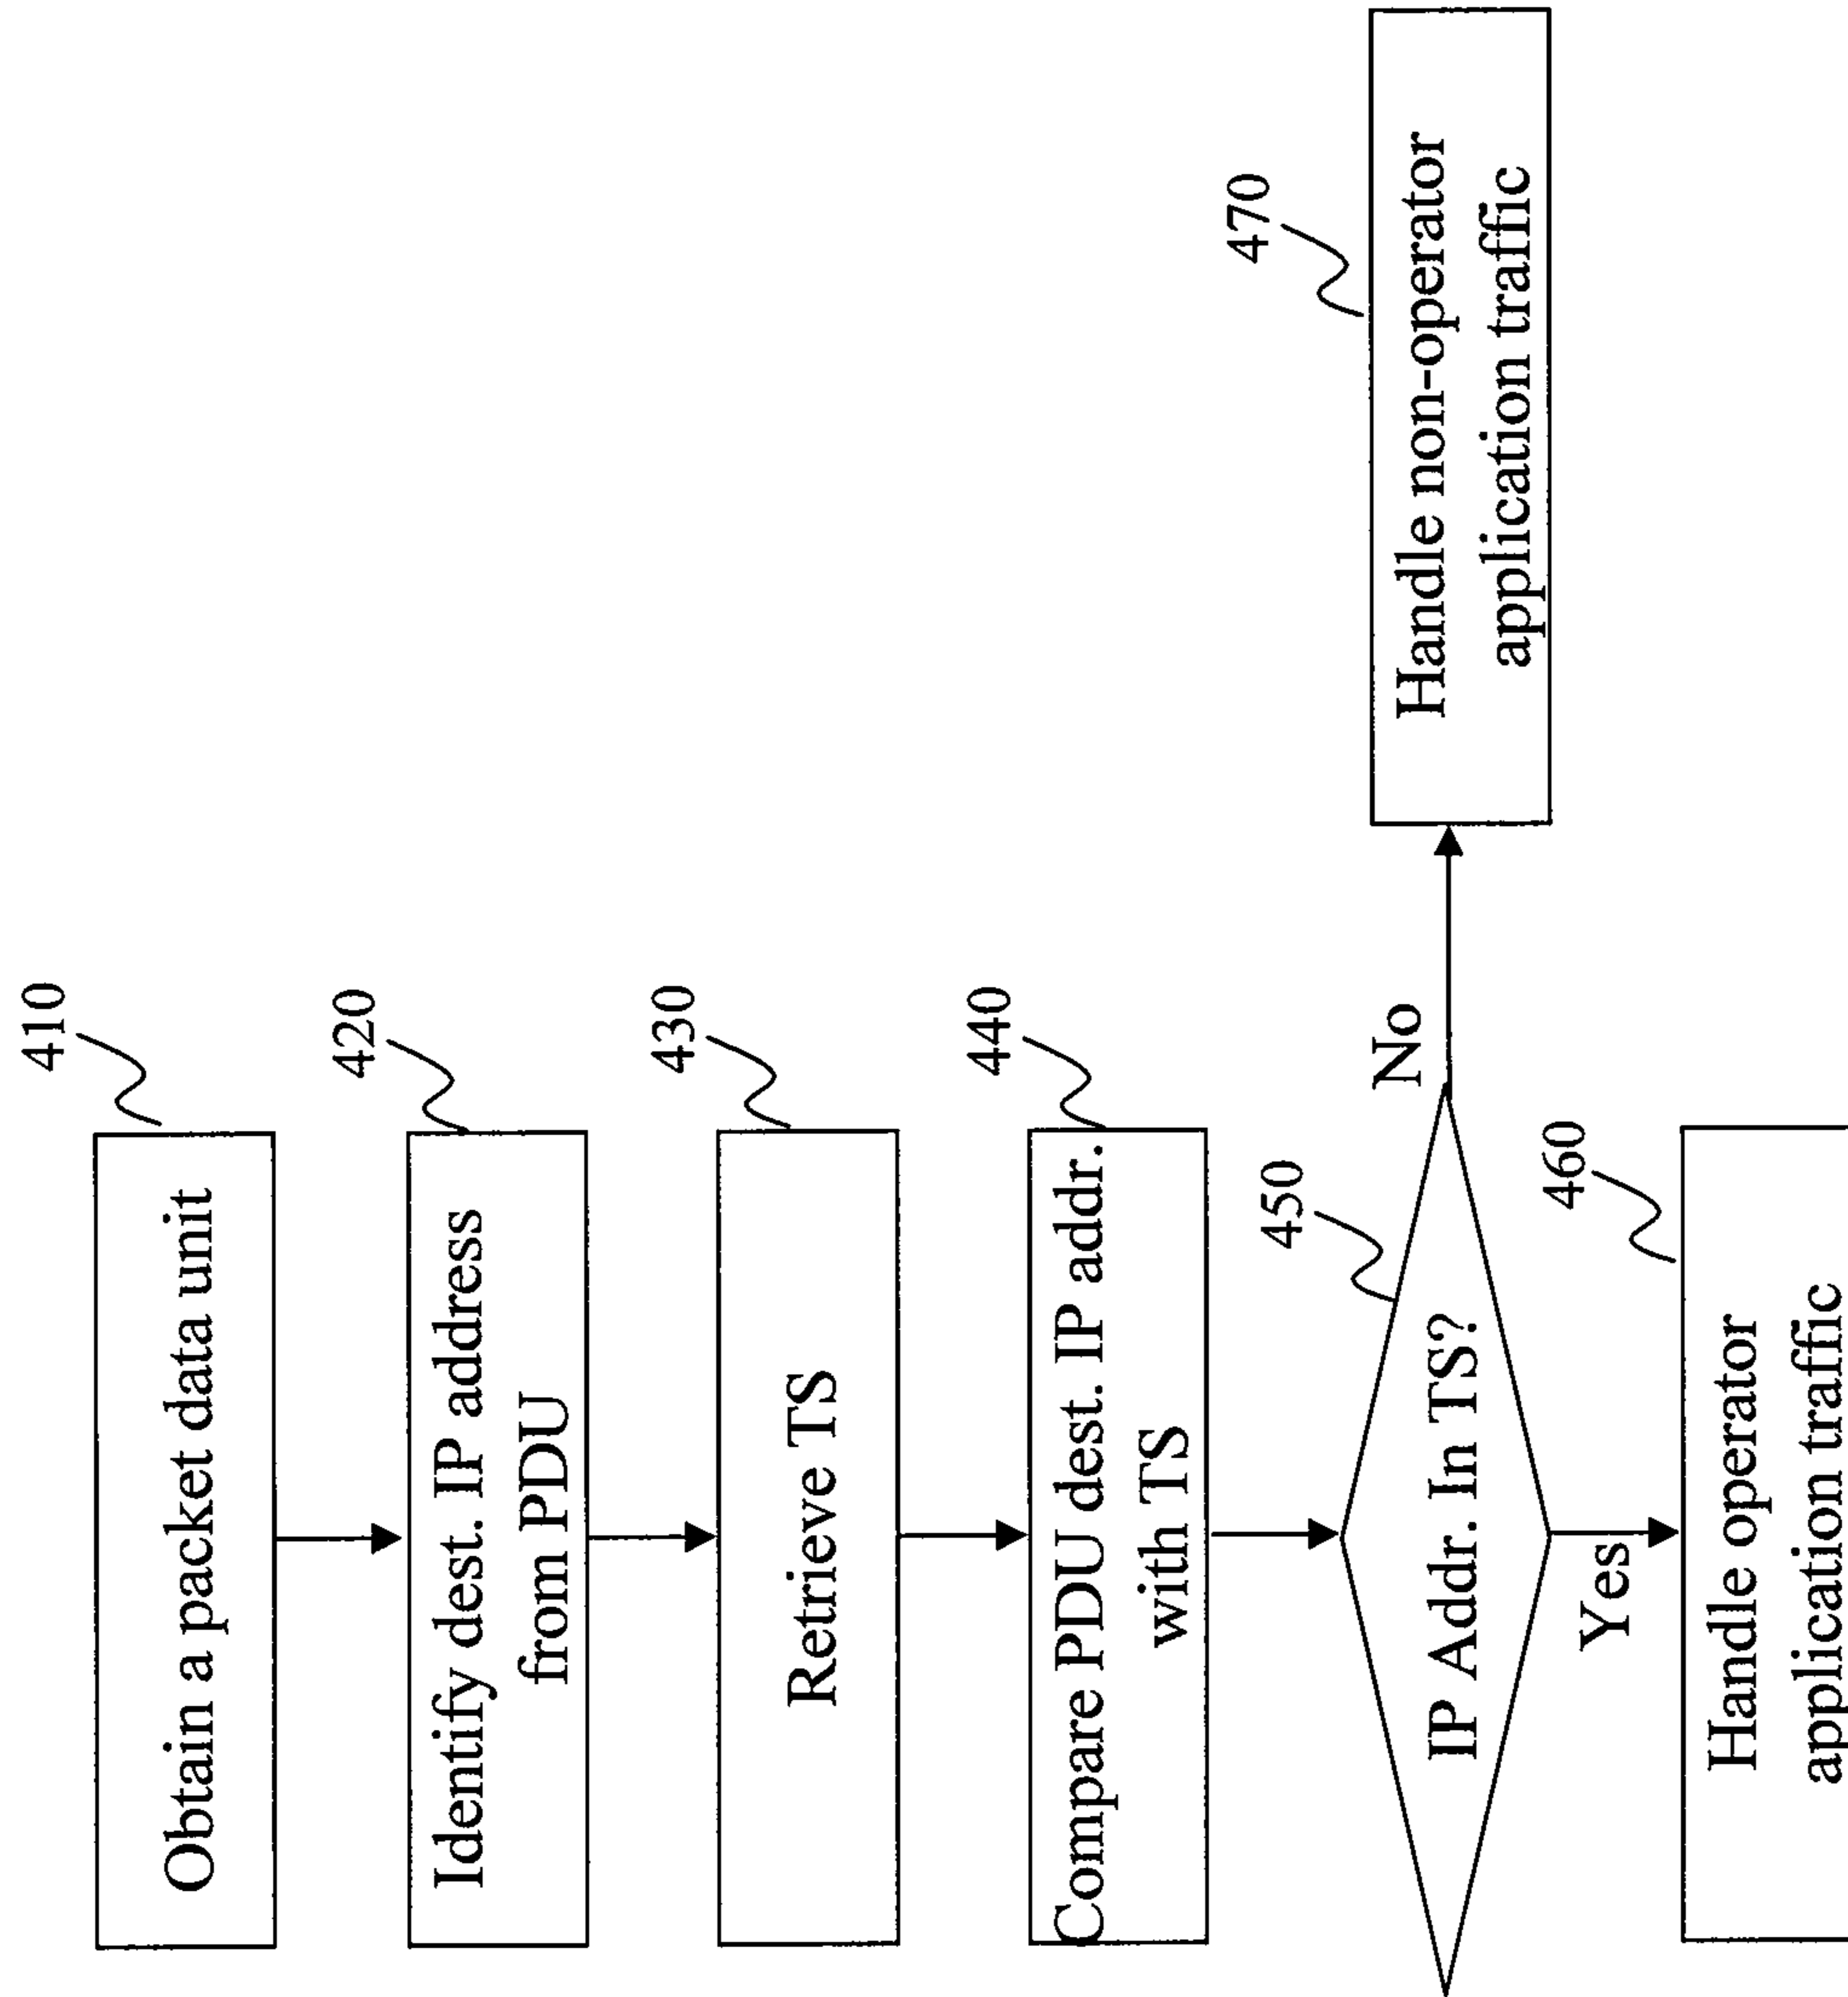 410
Obtain a packet data unit
420
Identify dest. IP address
from PDU
430
Retrieve TS
440
Compare PDU dest. IP addr.
with TS
450
IP Addr. In TS?
No
470
Handle non-operator
application traffic
Yes
460
Handle operator
application traffic